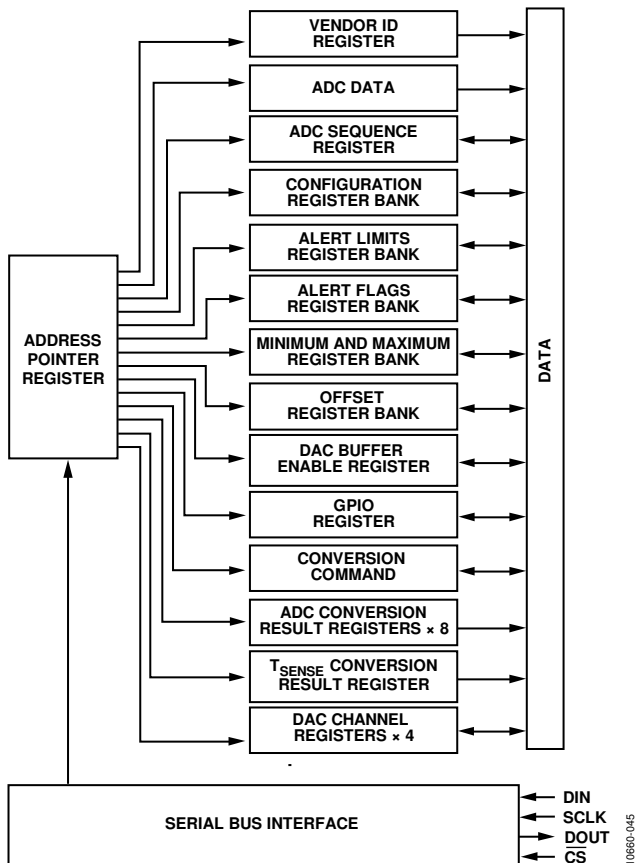 VENDOR ID
REGISTER
ADC DATA
ADC SEQUENCE
REGISTER
CONFIGURATION
REGISTER BANK
ALERT LIMITS
REGISTER BANK
ALERT FLAGS
REGISTER BANK
ADDRESS
POINTER
REGISTER
MINIMUM AND MAXIMUM
REGISTER BANK
DATA
OFFSET
REGISTER BANK
DAC BUFFER
ENABLE REGISTER
GPIO
REGISTER
CONVERSION
COMMAND
ADC CONVERSION
RESULT REGISTERS × 8
TSENSE CONVERSION
RESULT REGISTER
DAC CHANNEL
REGISTERS × 4
SERIAL BUS INTERFACE
DIN
SCLK
DOUT
CS
10660-045